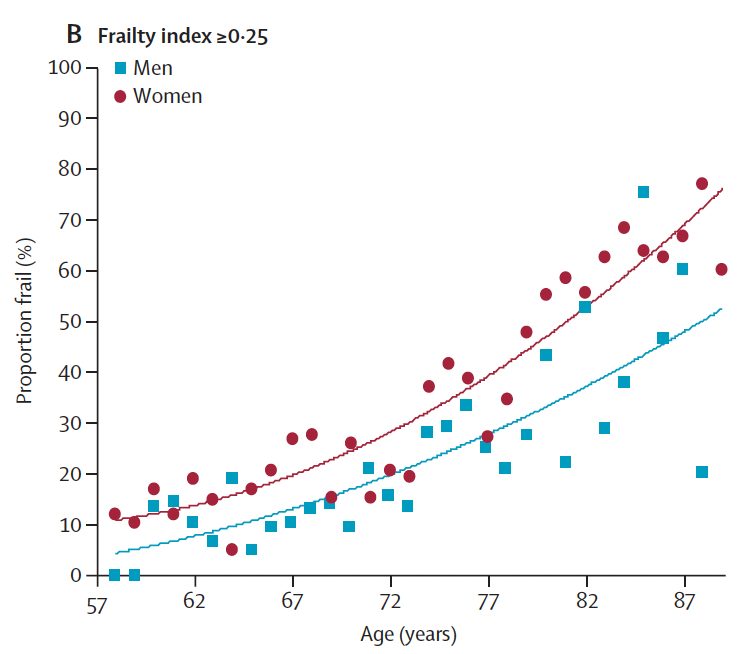 B Frailty index ≥0·25
Men
Women
100
90
80
70
60
50
40
30
20
10
0
57 62 67 72 77 82 87
Proportion frail (%)
Age (years)